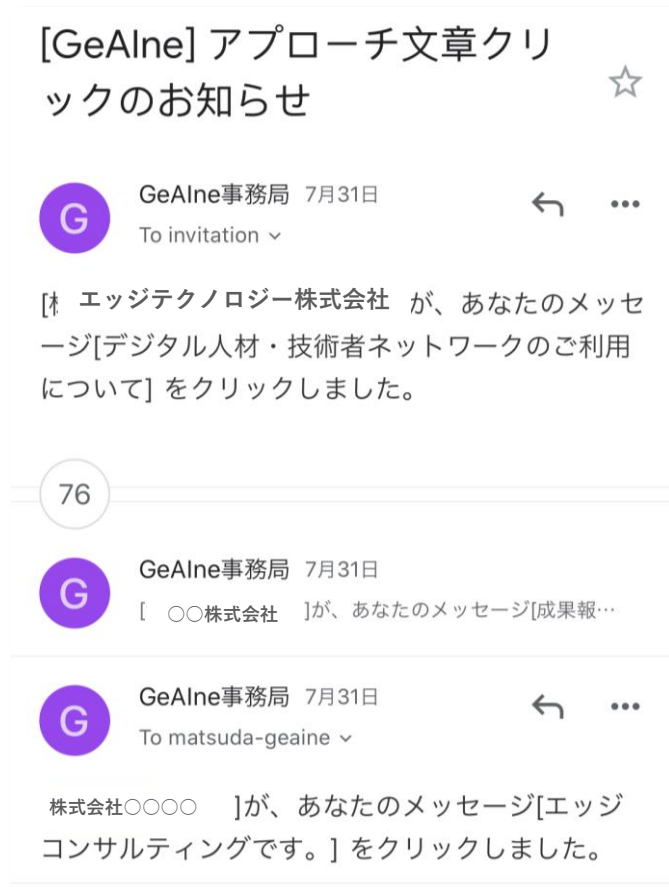 [GeAIne] アプローチ文章クリ
ックのお知らせ
G
GeAIne事務局 7月31日
To invitation
[ エッジテクノロジー株式会社 が、あなたのメッセ
ージ[デジタル人材・技術者ネットワークのご利用
について] をクリックしました。
76
G
GeAIne事務局 7月31日
[ 〇〇株式会社 ]が、あなたのメッセージ[成果報…
G
GeAIne事務局 7月31日
To matsuda-geaine
株式会社〇〇〇〇 ]が、あなたのメッセージ[エッジ
コンサルティングです。] をクリックしました。